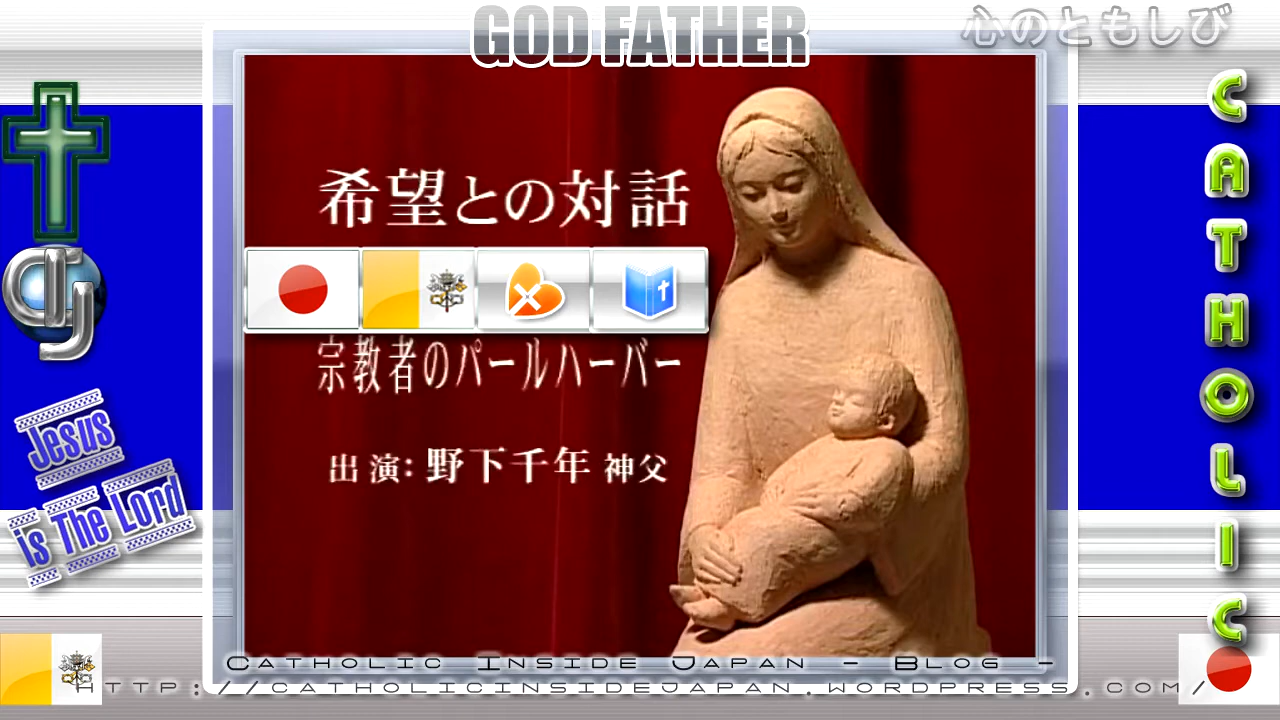 GOD FATHER
心のともしび
CATHOLIC
希望との対話
宗教者のパールハーバー
出演: 野下千年 神父
Jesus
is The Lord
Catholic Inside Japan - Blog -
http://catholicinsidejapan.wordpress.com/